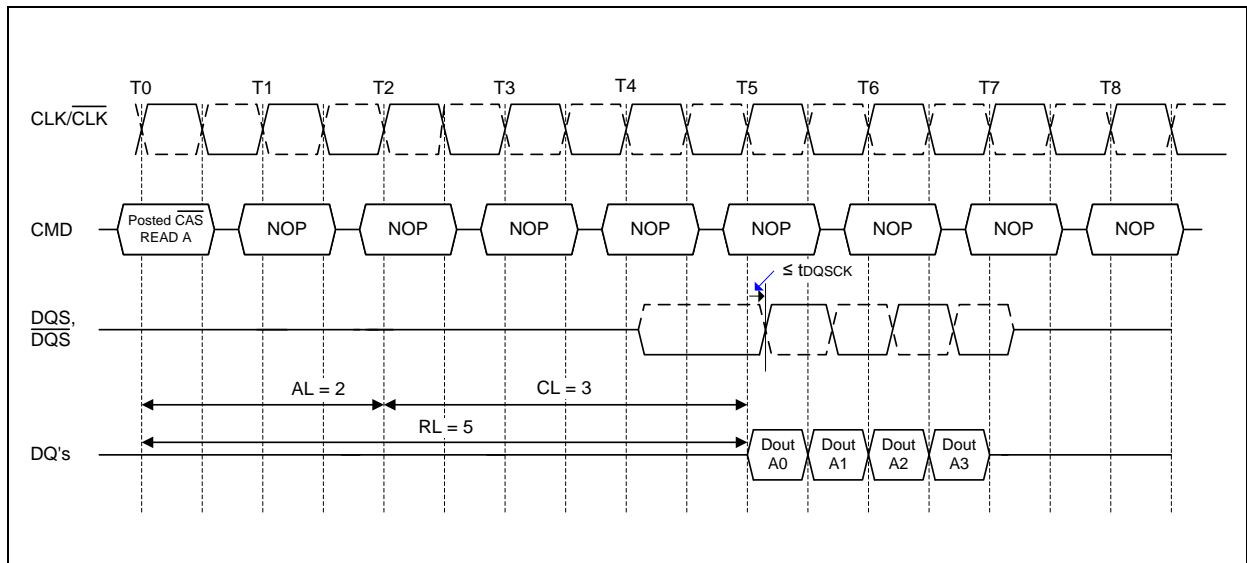 T0 T1 T2 T3 T4 T5 T6 T7 T8
CLK/CLK
CMD
Posted CAS
READ A
NOP NOP NOP NOP NOP NOP NOP NOP
≤ tDQSCK
DQS,
DQS
AL = 2
CL = 3
RL = 5
DQ's
Dout
A0
Dout
A1
Dout
A2
Dout
A3